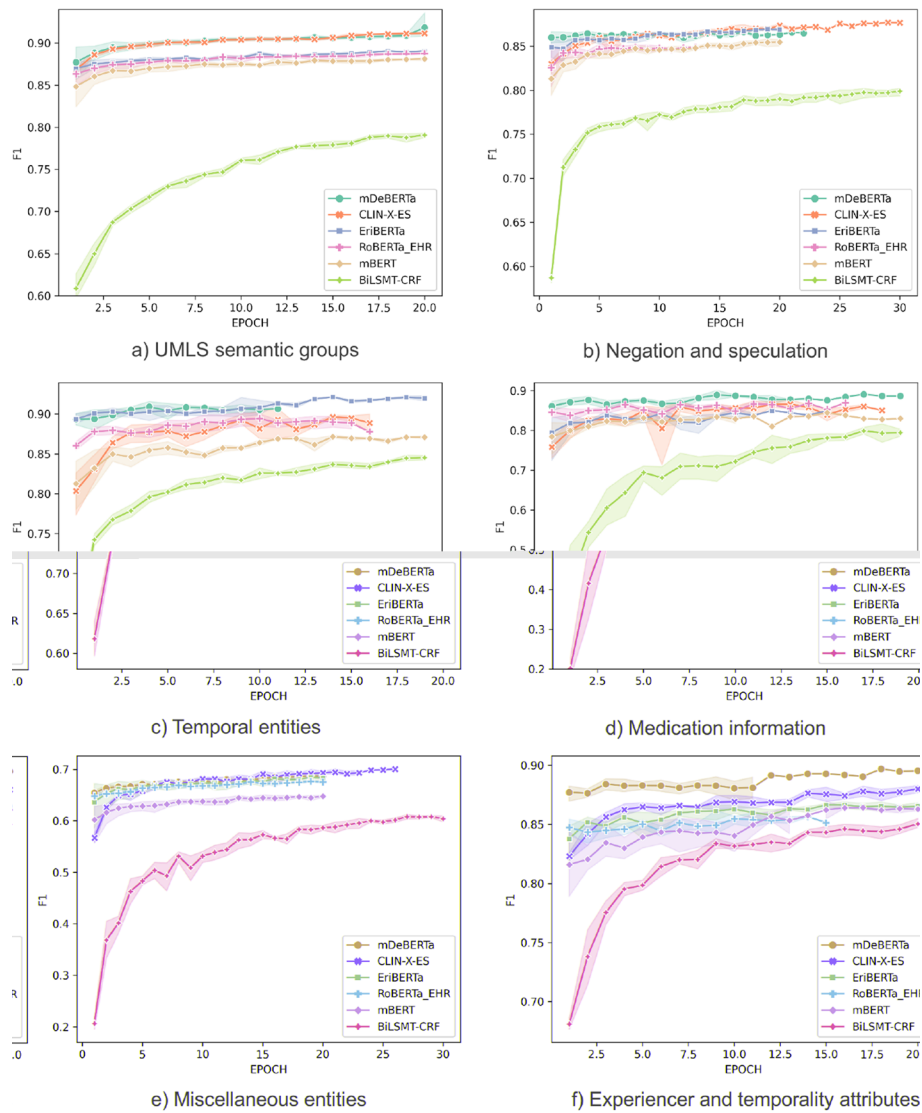 0.90
0.85
0.80
0.75
0.70
0.65
0.60
F1
2.5 5.0 7.5 10.0 12.5 15.0 17.5 20.0
EPOCH
mDeBERTa
CLIN-X-ES
EriBERTa
RoBERTa_EHR
mBERT
BiLSMT-CRF
a) UMLS semantic groups
0.85
0.80
0.75
0.70
0.65
0.60
F1
0 5 10 15 20 25 30
EPOCH
mDeBERTa
CLIN-X-ES
EriBERTa
RoBERTa_EHR
mBERT
BiLSMT-CRF
b) Negation and speculation
0.90
0.85
0.80
0.75
0.70
0.65
0.60
F1
R
.0
2.5 5.0 7.5 10.0 12.5 15.0 17.5 20.0
EPOCH
mDeBERTa
CLIN-X-ES
EriBERTa
RoBERTa_EHR
mBERT
BiLSMT-CRF
c) Temporal entities
0.9
0.8
0.7
0.6
0.5
0.4
0.3
0.2
F1
2.5 5.0 7.5 10.0 12.5 15.0 17.5 20.
EPOCH
mDeBERTa
CLIN-X-ES
EriBERTa
RoBERTa_EHR
mBERT
BiLSMT-CRF
d) Medication information
0.7
0.6
0.5
0.4
0.3
0.2
F1
R
.0
0 5 10 15 20 25 30
EPOCH
mDeBERTa
CLIN-X-ES
EriBERTa
RoBERTa_EHR
mBERT
BiLSMT-CRF
e) Miscellaneous entities
0.90
0.85
0.80
0.75
0.70
F1
2.5 5.0 7.5 10.0 12.5 15.0 17.5 20.
EPOCH
mDeBERTa
CLIN-X-ES
EriBERTa
RoBERTa_EHR
mBERT
BiLSMT-CRF
f) Experiencer and temporality attributes